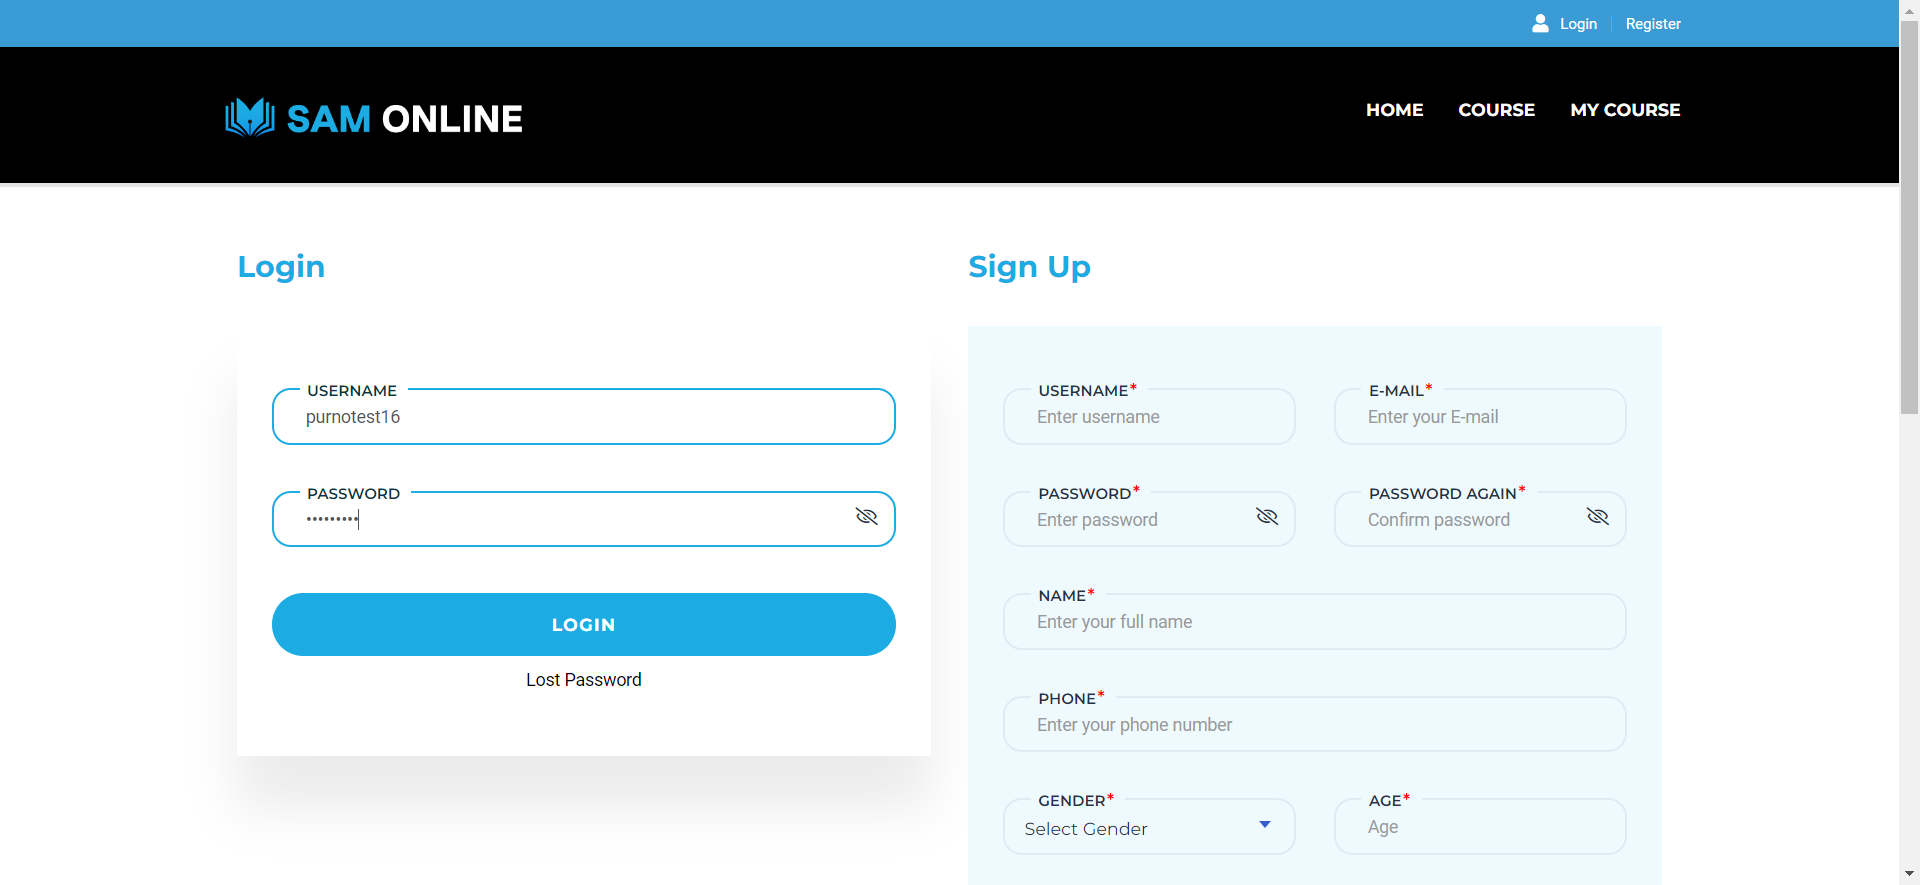 Login
Register
SAM ONLINE
HOME
COURSE
MY COURSE
Login
USERNAME
purnotest16
PASSWORD
•••••••••
LOGIN
Lost Password
Sign Up
USERNAME*
Enter username
E-MAIL*
Enter your E-mail
PASSWORD*
Enter password
PASSWORD AGAIN*
Confirm password
NAME*
Enter your full name
PHONE*
Enter your phone number
GENDER*
Select Gender
AGE*
Age